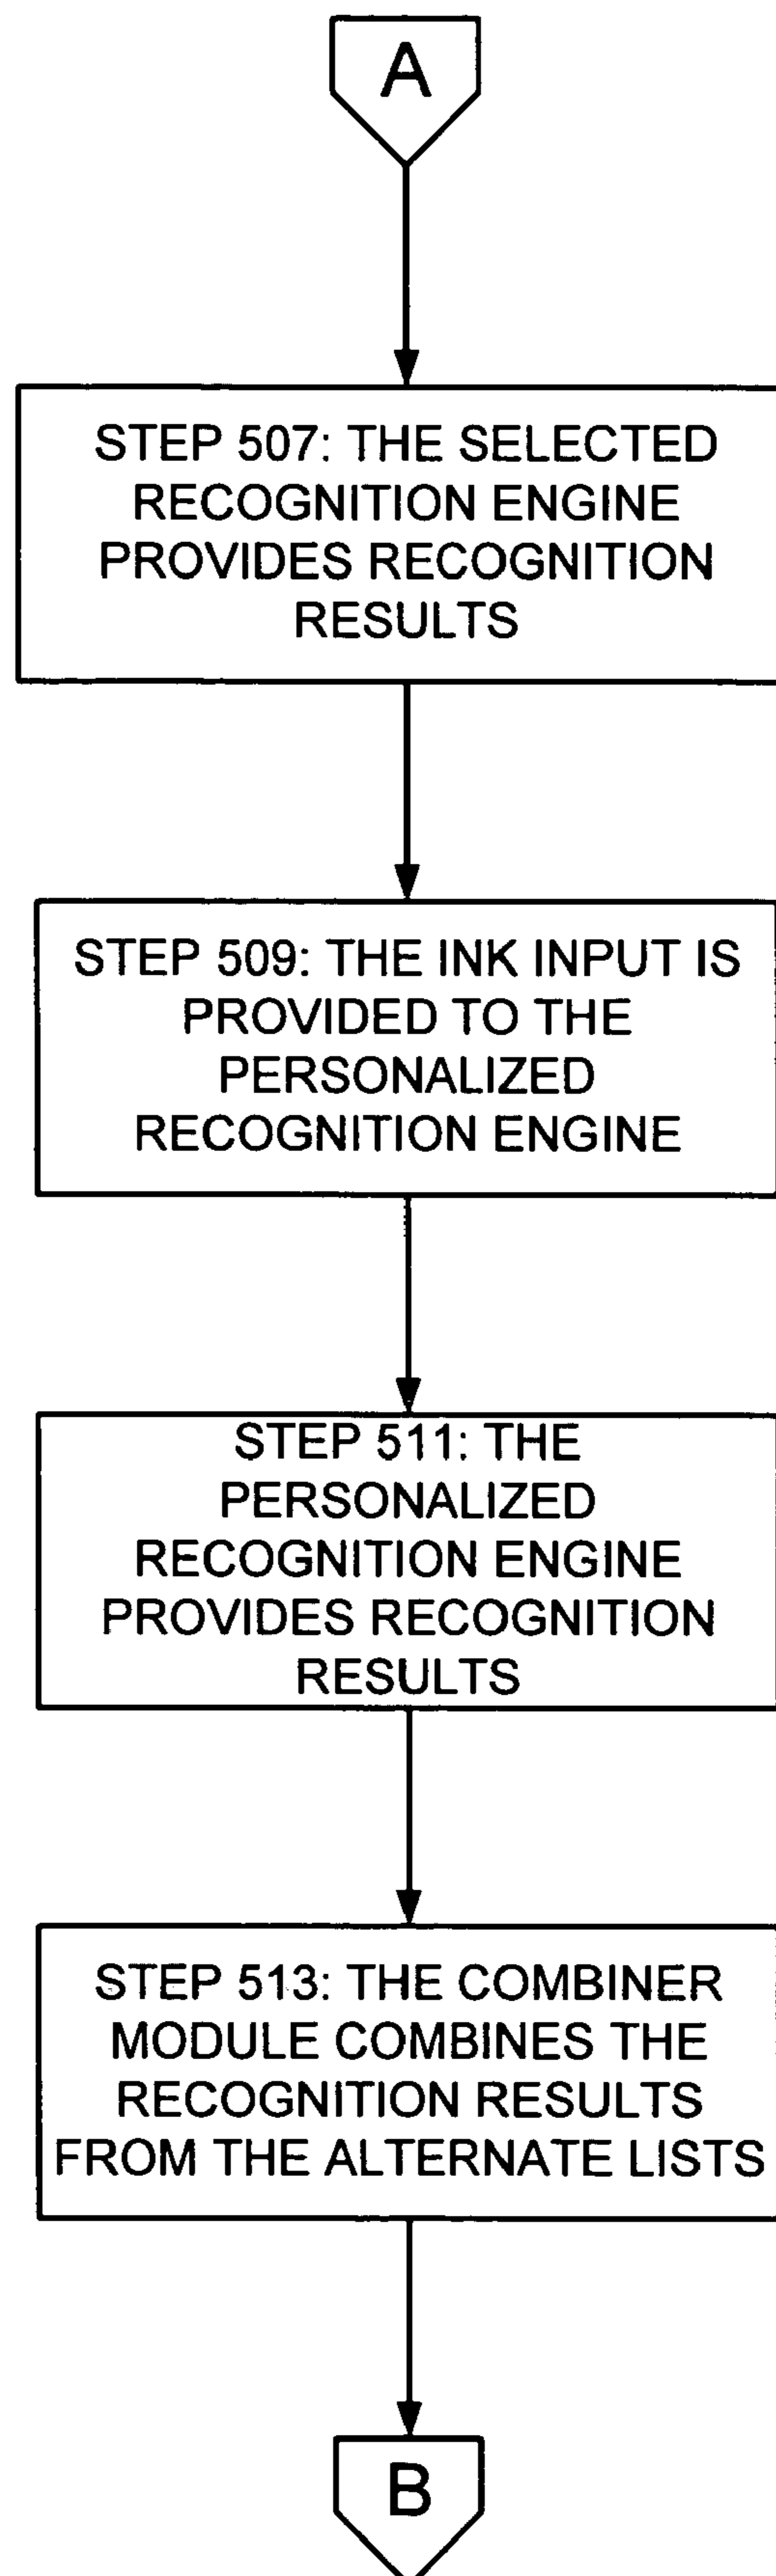 A
STEP 507: THE SELECTED
RECOGNITION ENGINE
PROVIDES RECOGNITION
RESULTS
STEP 509: THE INK INPUT IS
PROVIDED TO THE
PERSONALIZED
RECOGNITION ENGINE
STEP 511: THE
PERSONALIZED
RECOGNITION ENGINE
PROVIDES RECOGNITION
RESULTS
STEP 513: THE COMBINER
MODULE COMBINES THE
RECOGNITION RESULTS
FROM THE ALTERNATE LISTS
B